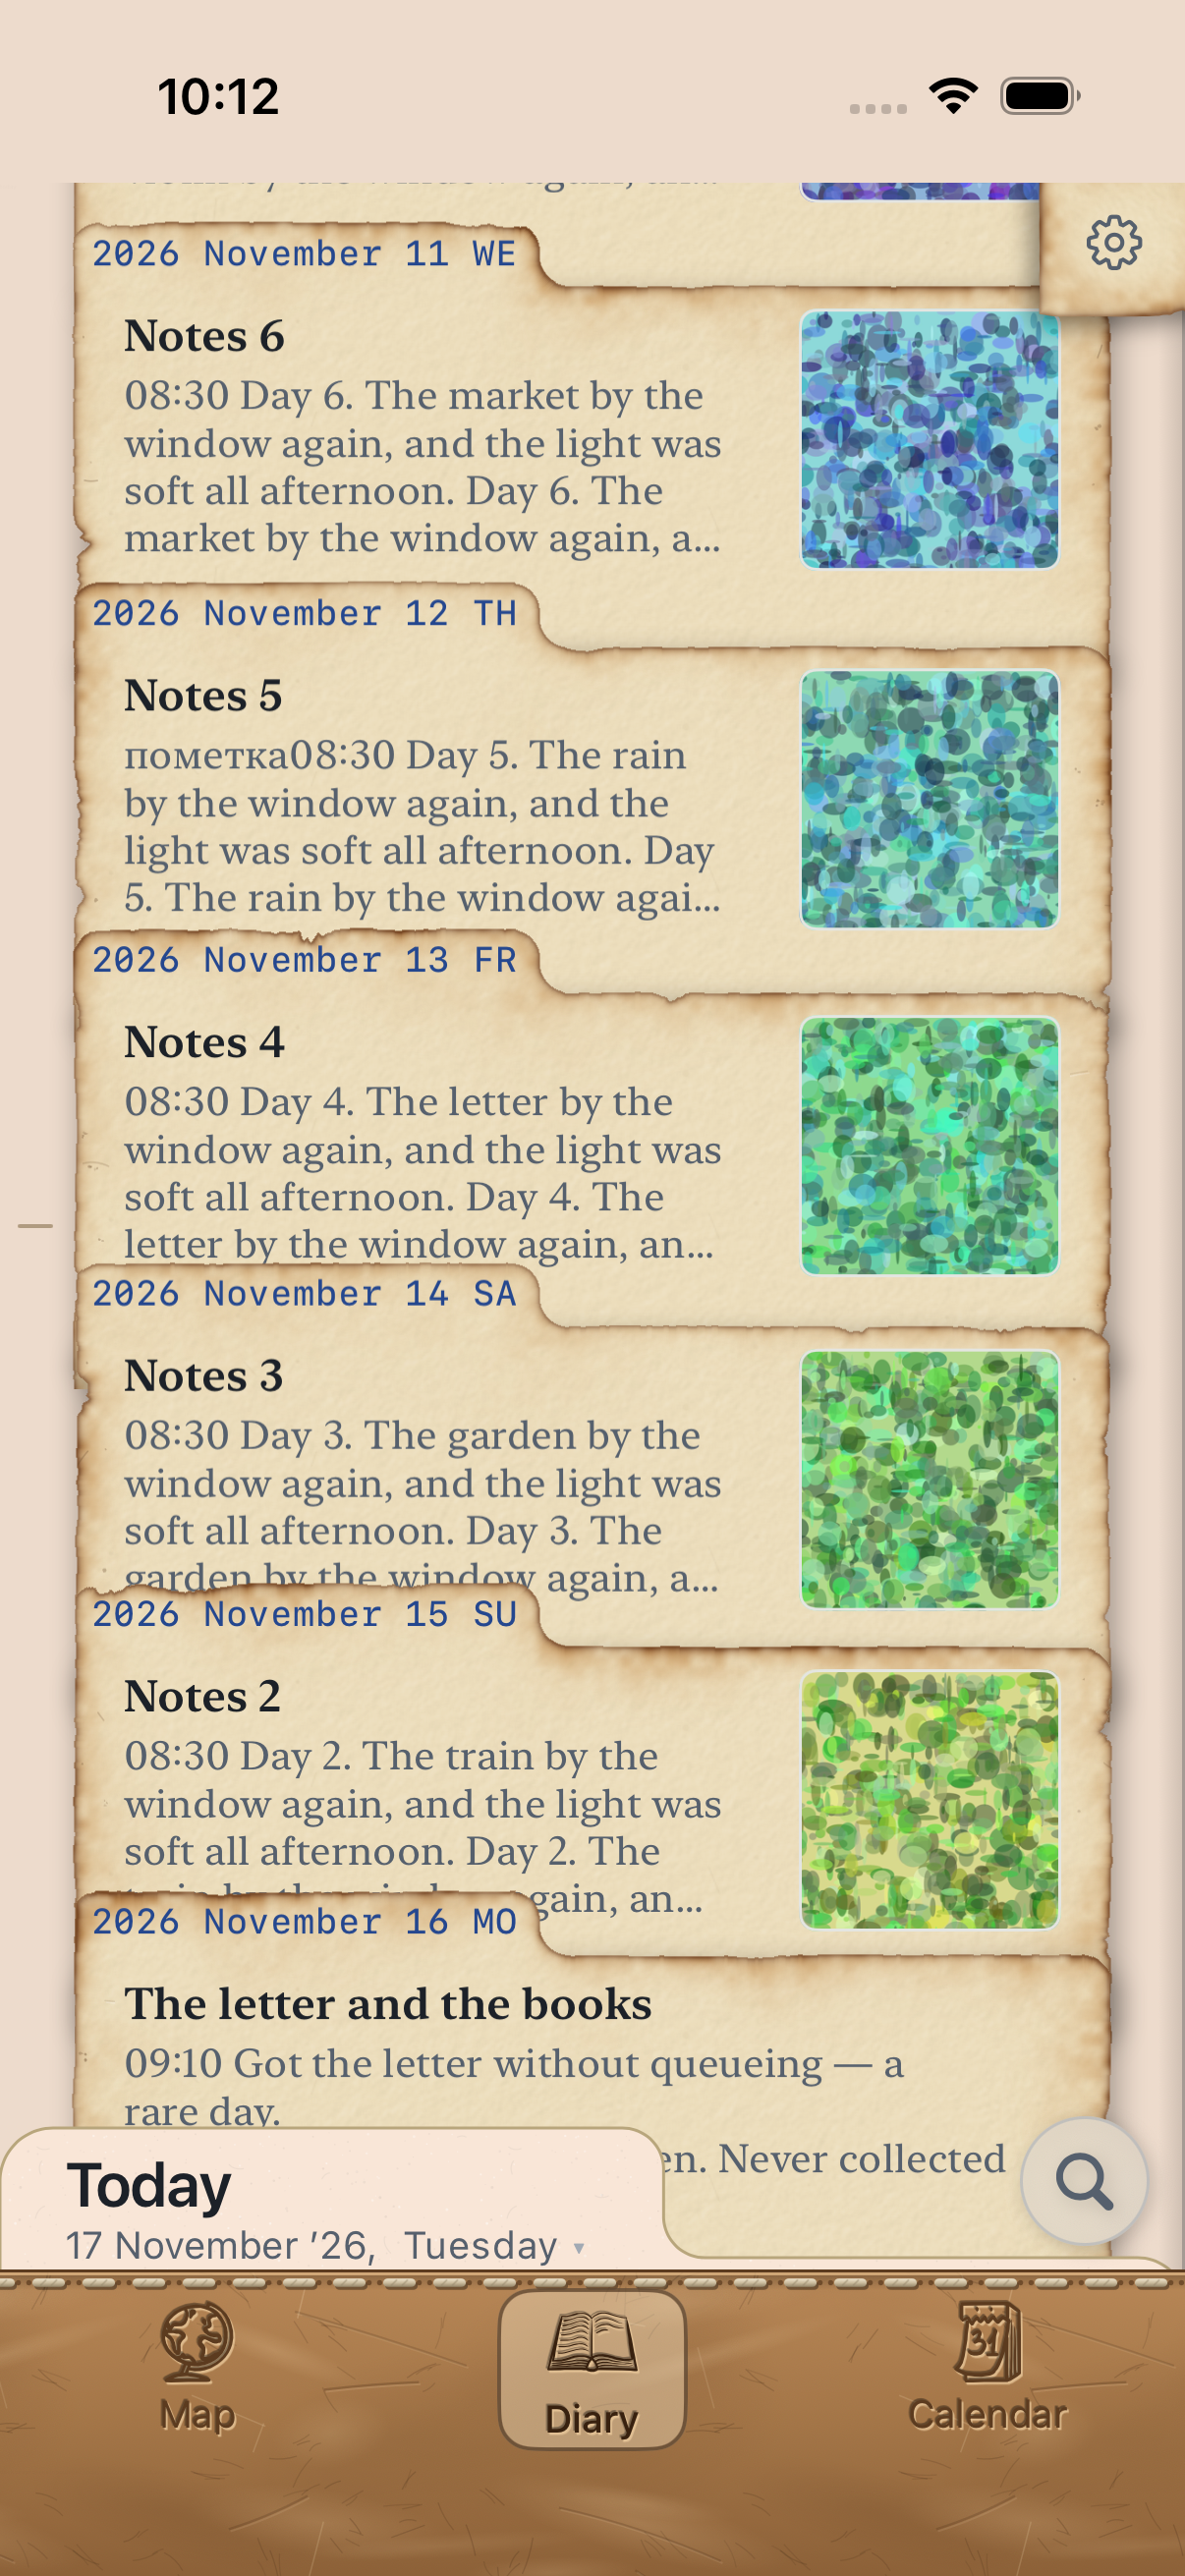 10:12
2026 November 11 WE
Notes 6
08:30 Day 6. The market by the
window again, and the light was
soft all afternoon. Day 6. The
market by the window again, a...
2026 November 12 TH
Notes 5
пометка08:30 Day 5. The rain
by the window again, and the
light was soft all afternoon. Day
5. The rain by the window agai...
2026 November 13 FR
Notes 4
08:30 Day 4. The letter by the
window again, and the light was
soft all afternoon. Day 4. The
letter by the window again, an...
2026 November 14 SA
Notes 3
08:30 Day 3. The garden by the
window again, and the light was
soft all afternoon. Day 3. The
garden by the window again, a...
2026 November 15 SU
Notes 2
08:30 Day 2. The train by the
window again, and the light was
soft all afternoon. Day 2. The
gain, an...
2026 November 16 MO
The letter and the books
09:10 Got the letter without queueing — a
rare day.
en. Never collected
Today
17 November ’26, Tuesday
31
Map
Diary
Calendar